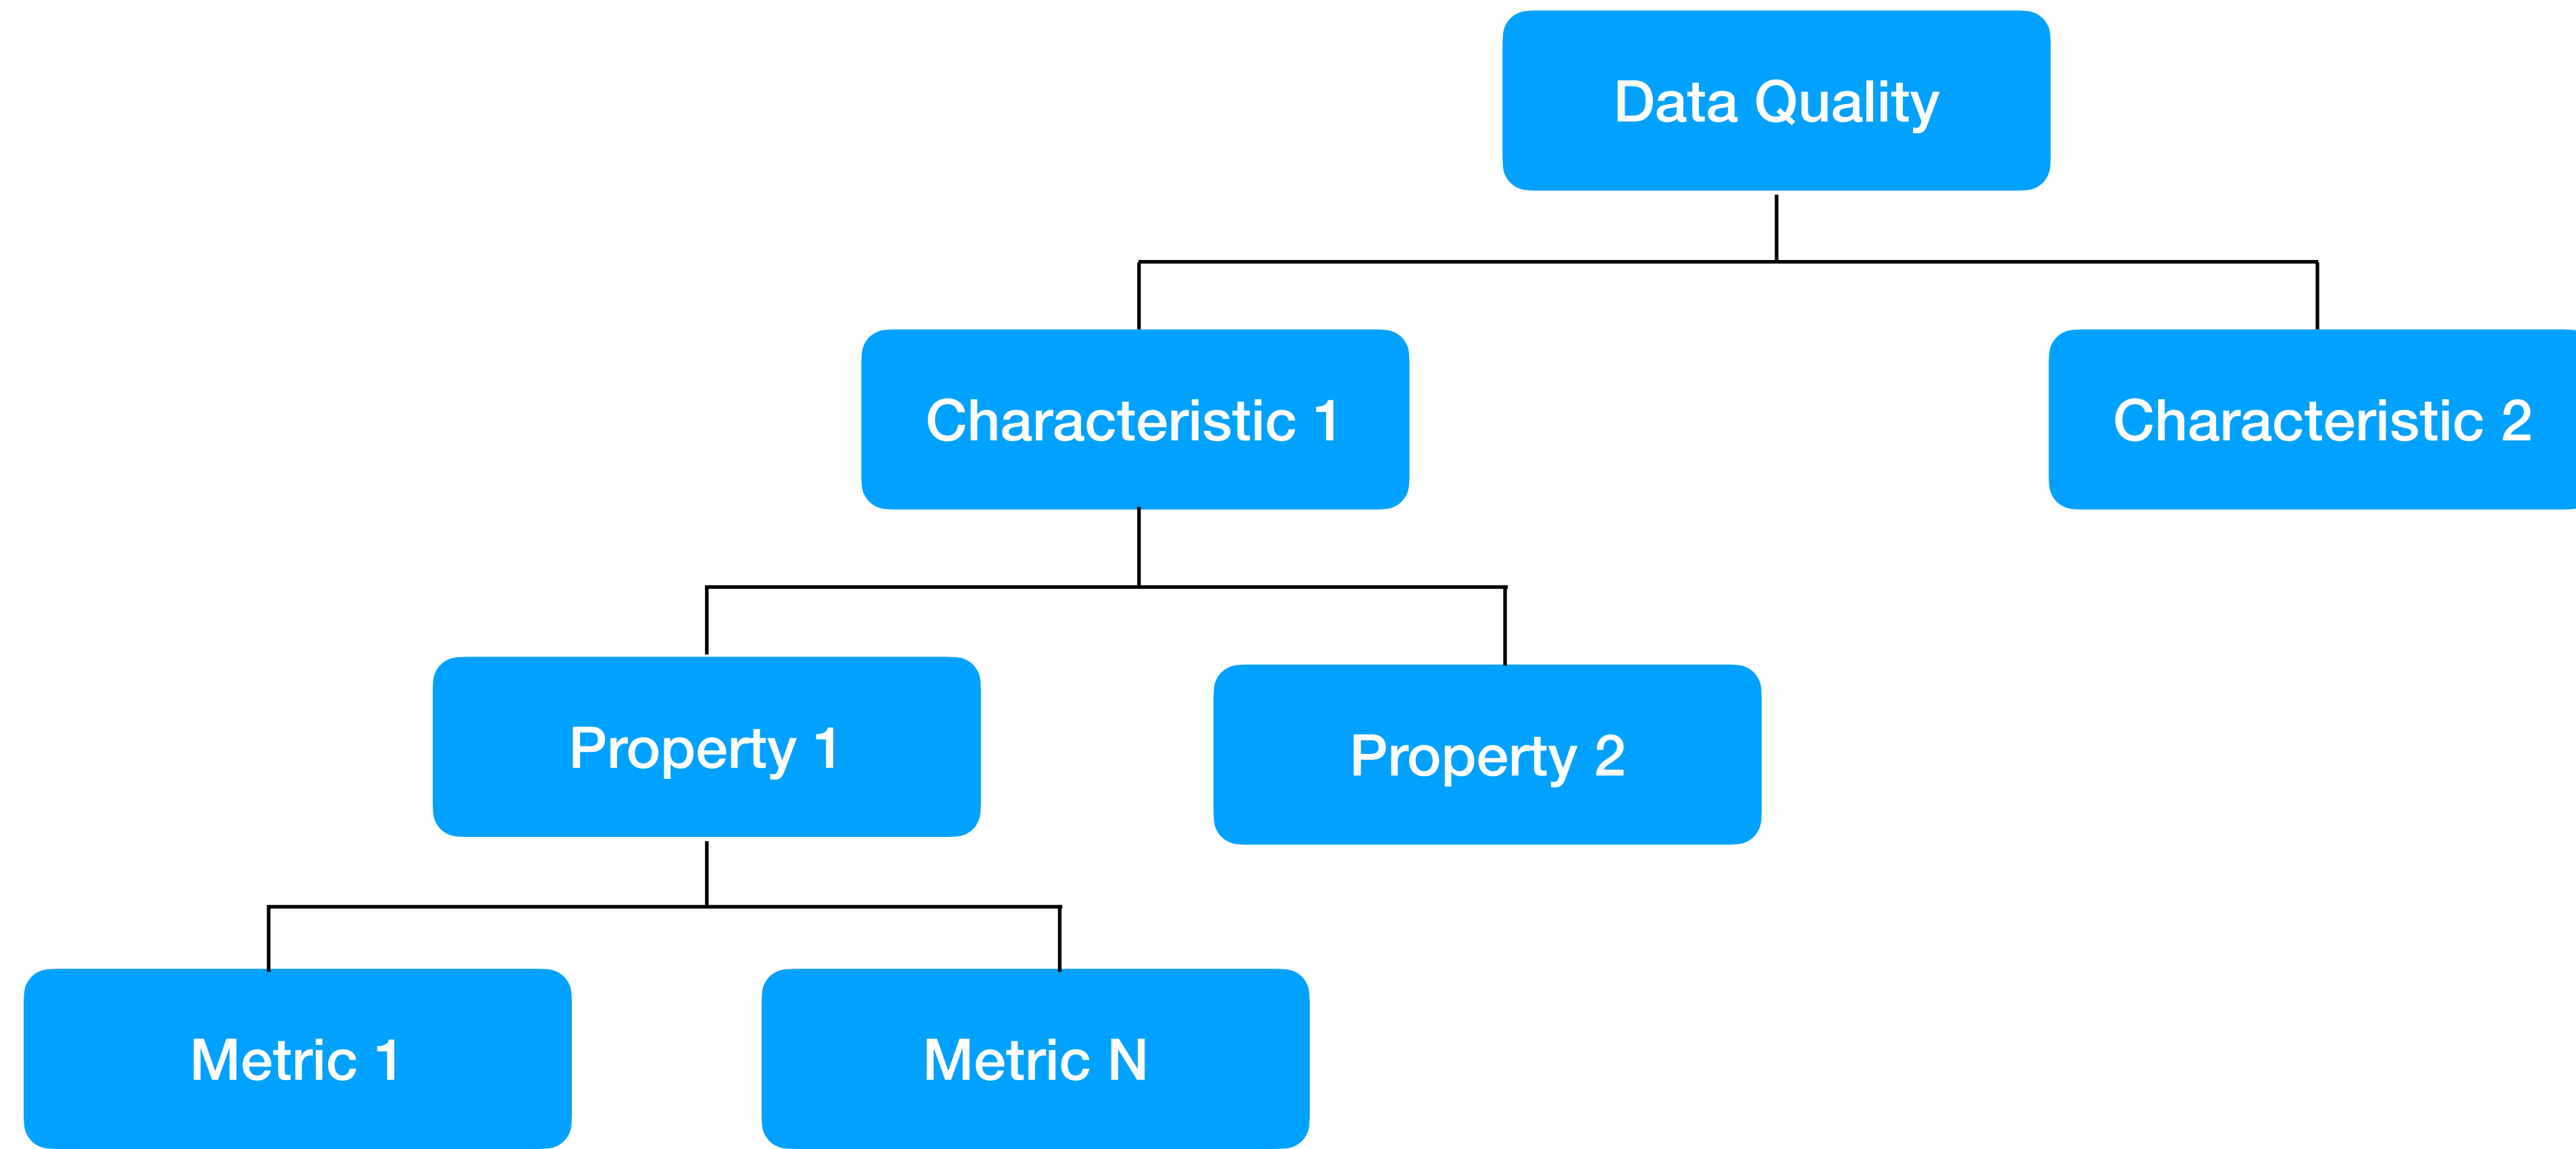 Data Quality
Characteristic 1
Characteristic 2
Property 1
Property 2
Metric 1
Metric N